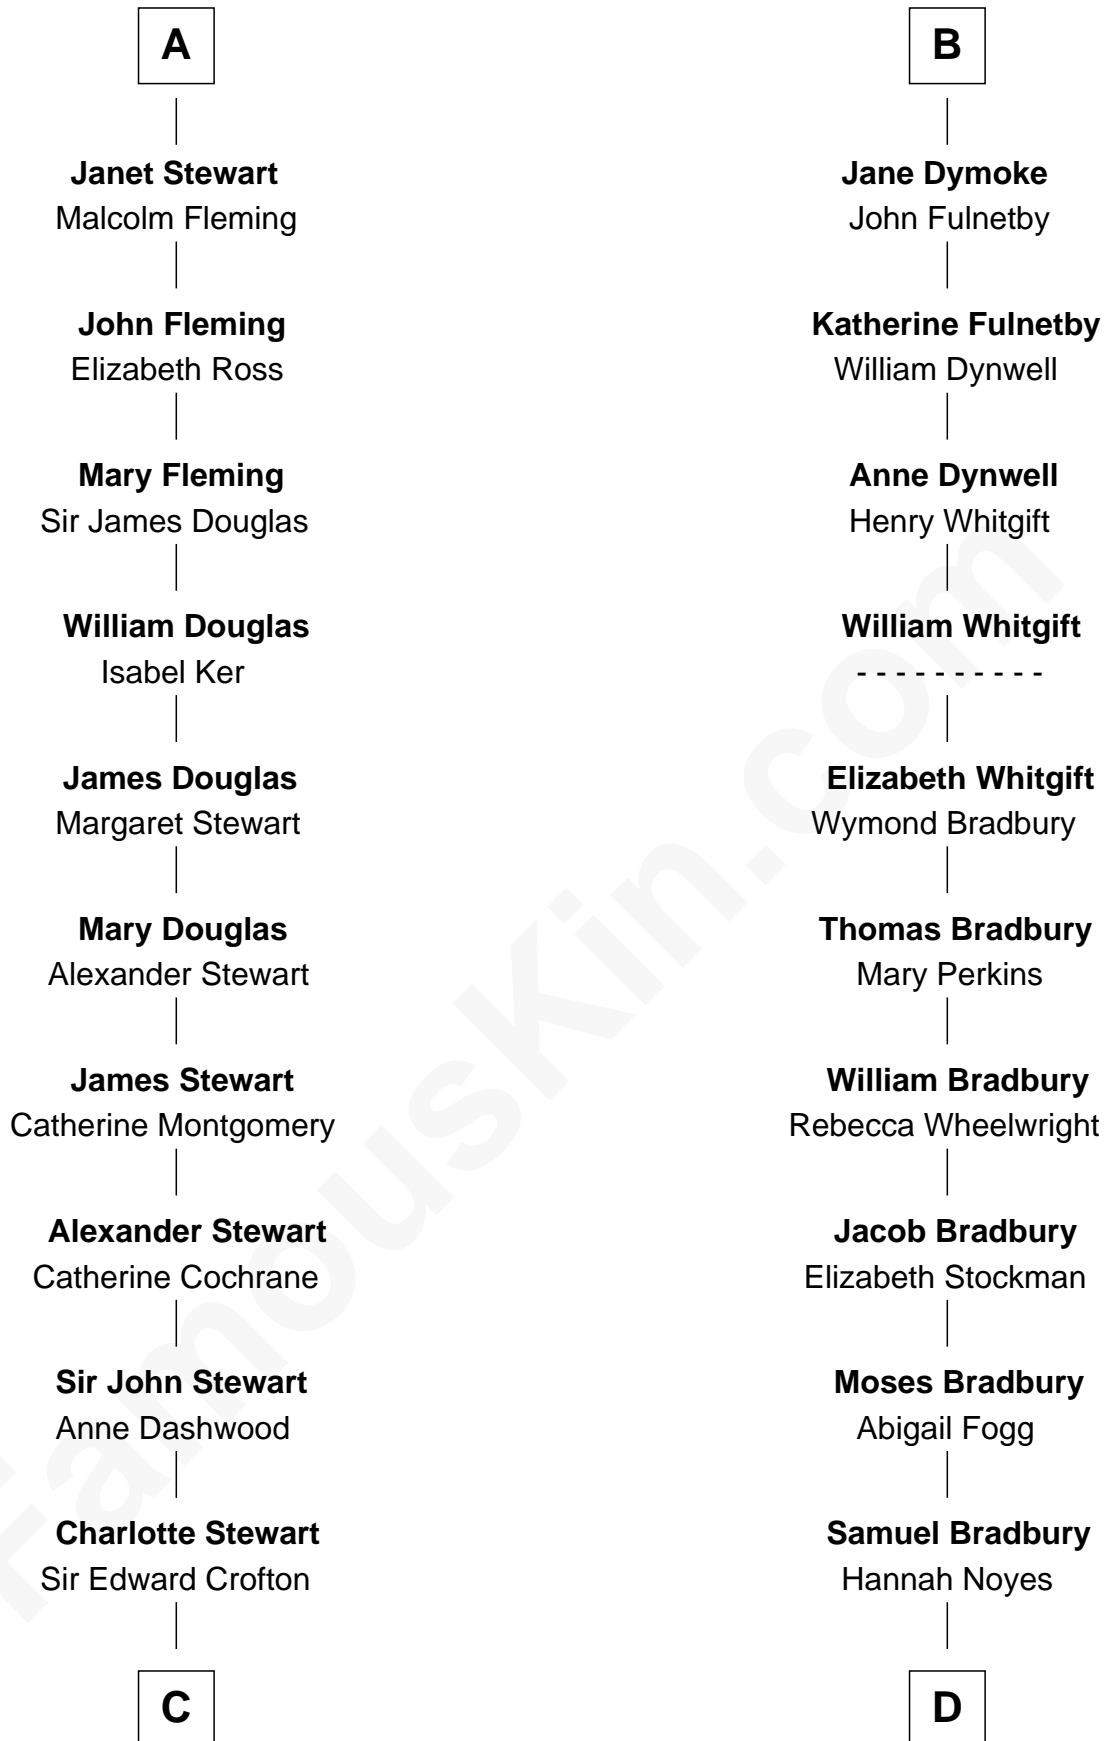 A
Janet Stewart
Malcolm Fleming
John Fleming
Elizabeth Ross
Mary Fleming
Sir James Douglas
William Douglas
Isabel Ker
James Douglas
Margaret Stewart
Mary Douglas
Alexander Stewart
James Stewart
Catherine Montgomery
Alexander Stewart
Catherine Cochrane
Sir John Stewart
Anne Dashwood
Charlotte Stewart
Sir Edward Crofton
C
B
Jane Dymoke
John Fulnetby
Katherine Fulnetby
William Dynwell
Anne Dynwell
Henry Whitgift
William Whitgift
- - - - - - - - - -
Elizabeth Whitgift
Wymond Bradbury
Thomas Bradbury
Mary Perkins
William Bradbury
Rebecca Wheelwright
Jacob Bradbury
Elizabeth Stockman
Moses Bradbury
Abigail Fogg
Samuel Bradbury
Hannah Noyes
D
FamousKin.com